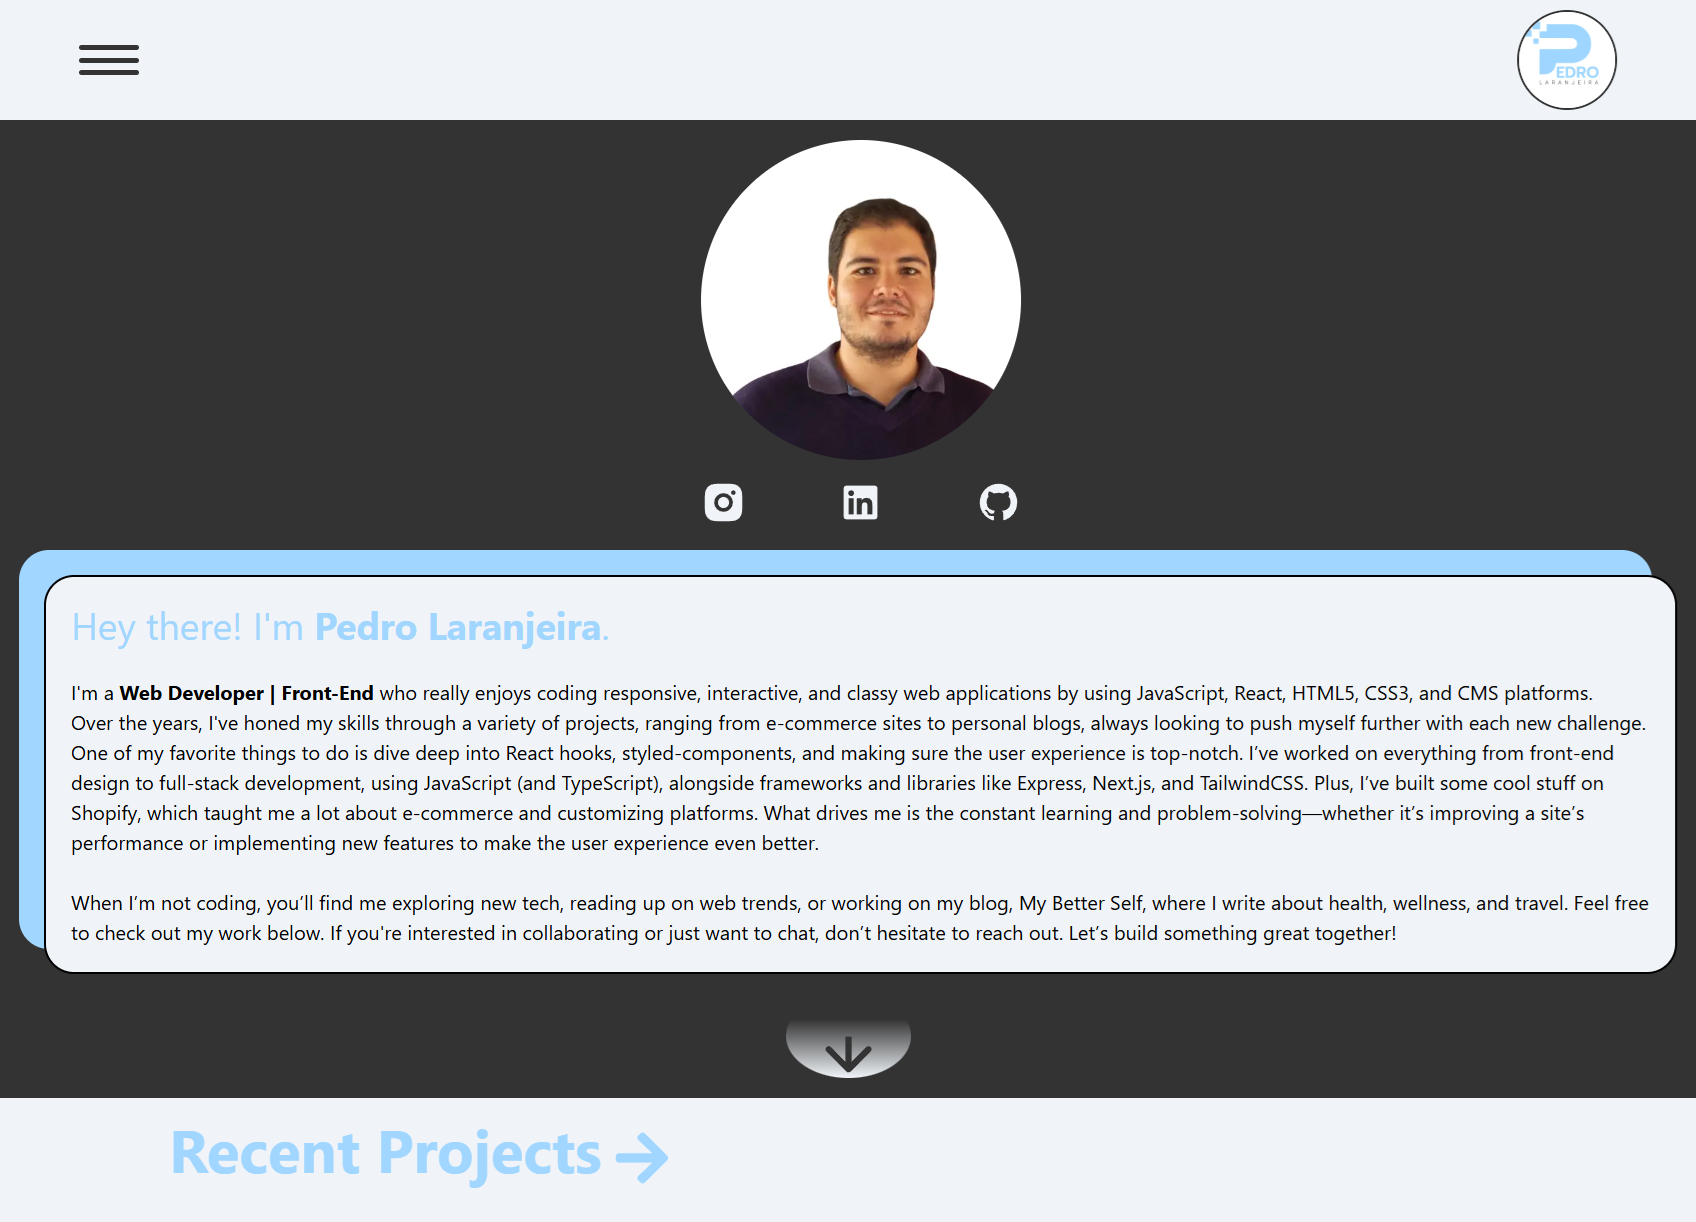 PEDRO
LARANJEIRA
Hey there! I'm Pedro Laranjeira.
I'm a Web Developer | Front-End who really enjoys coding responsive, interactive, and classy web applications by using JavaScript, React, HTML5, CSS3, and CMS platforms.
Over the years, I've honed my skills through a variety of projects, ranging from e-commerce sites to personal blogs, always looking to push myself further with each new challenge.
One of my favorite things to do is dive deep into React hooks, styled-components, and making sure the user experience is top-notch. I’ve worked on everything from front-end
design to full-stack development, using JavaScript (and TypeScript), alongside frameworks and libraries like Express, Next.js, and TailwindCSS. Plus, I’ve built some cool stuff on
Shopify, which taught me a lot about e-commerce and customizing platforms. What drives me is the constant learning and problem-solving—whether it’s improving a site’s
performance or implementing new features to make the user experience even better.
When I’m not coding, you’ll find me exploring new tech, reading up on web trends, or working on my blog, My Better Self, where I write about health, wellness, and travel. Feel free
to check out my work below. If you're interested in collaborating or just want to chat, don’t hesitate to reach out. Let’s build something great together!
Recent Projects